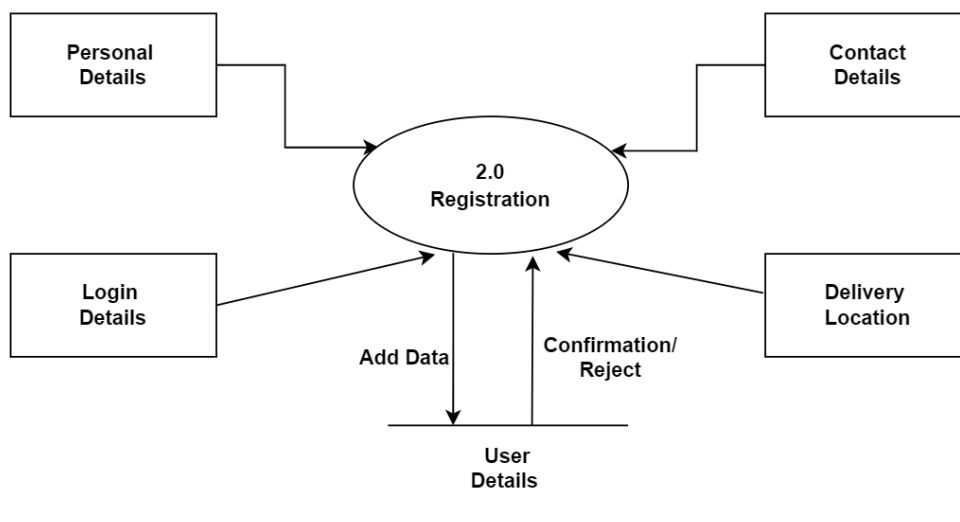 Personal
Details
Contact
Details
2.0
Registration
Login
Details
Delivery
Location
Add Data
Confirmation/
Reject
User
Details